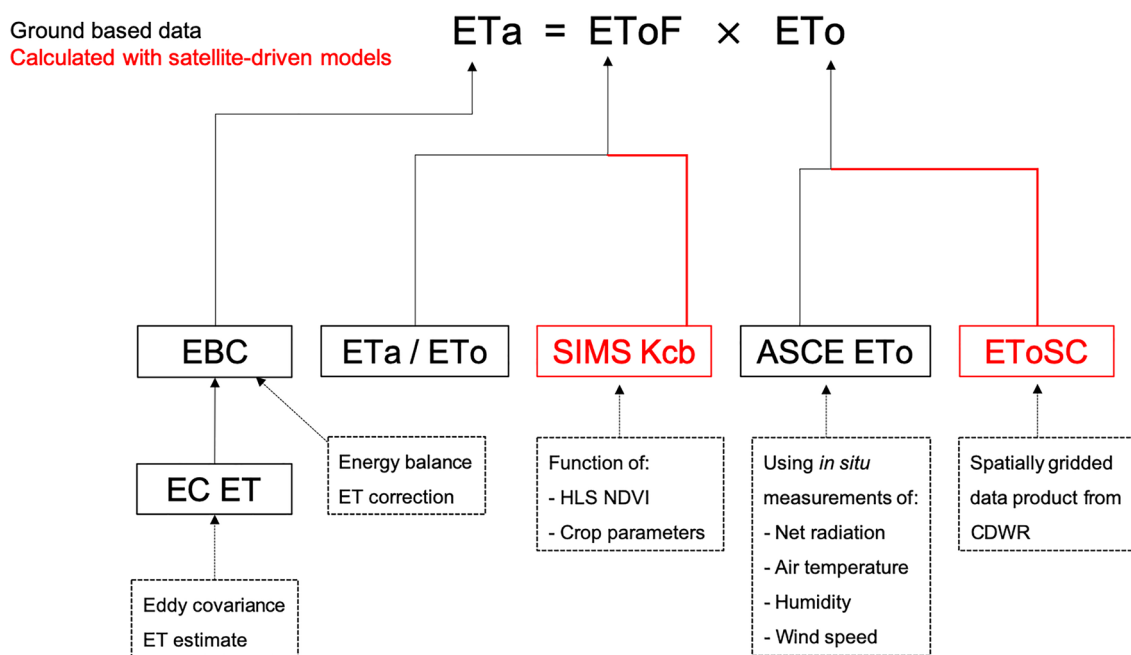 Ground based data
Calculated with satellite-driven models
ETa = EToF × ETo
EBC
ETa / ETo
SIMS Kcb
ASCE ETo
EToSC
EC ET
Energy balance
ET correction
Function of:
- HLS NDVI
- Crop parameters
Using in situ
measurements of:
- Net radiation
- Air temperature
- Humidity
- Wind speed
Spatially gridded
data product from
CDWR
Eddy covariance
ET estimate